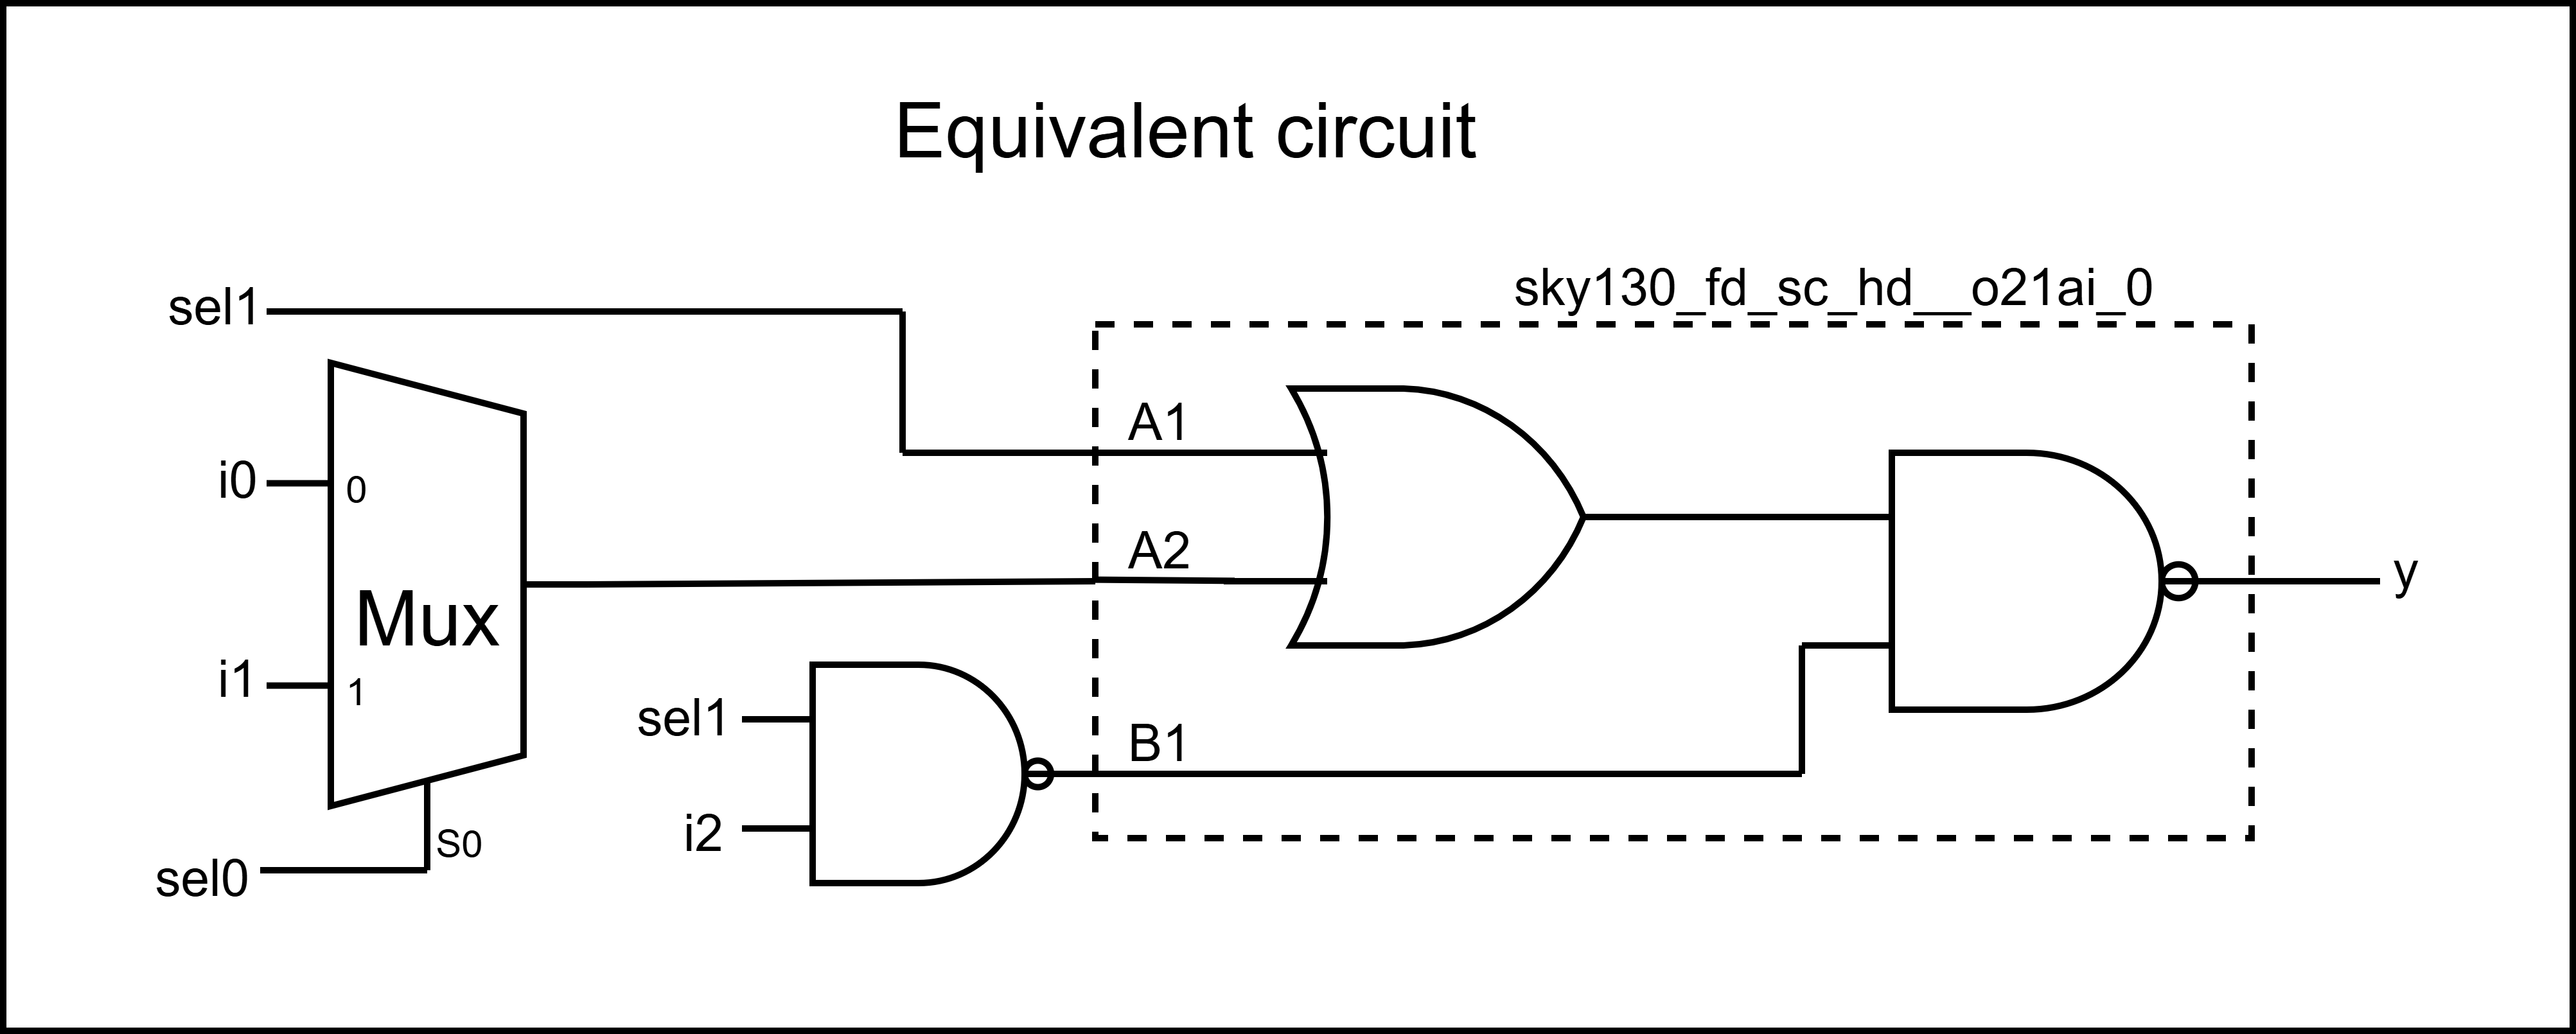 Equivalent circuit
sky130_fd_sc_hd__o21ai_0
sel1
A1
i0
0
A2
y
Mux
i1
1
sel1
B1
i2
S0
sel0